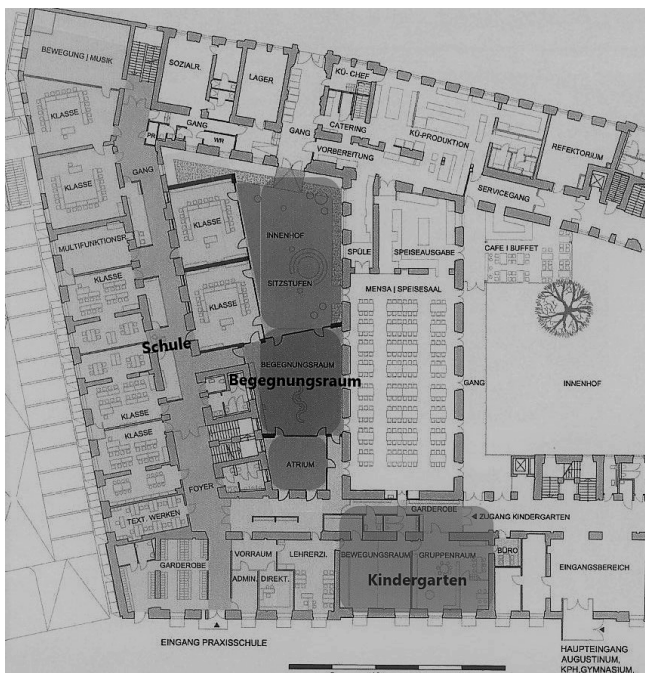 BEWEGUNG | MUSIK
SOZIALR.
LAGER
KÜ- CHEF
KLASSE
GANG
CATERING
KÜ-PRODUKTION
PR
WR
GANG
VORBEREITUNG
REFEKTORIUM
GANG
KLASSE
SERVICEGANG
KLASSE
INNENHOF
MULTIFUNKTIONSR.
SPÜLE
SPEISEAUSGABE
CAFE | BUFFET
KLASSE
SITZSTUFEN
MENSA | SPEISESAAL
KLASSE
Schule
BEGEGNUNGSRAUM
Begegnungsraum
GANG
INNENHOF
KLASSE
KLASSE
ATRIUM
FOYER
TEXT. WERKEN
GARDEROBE
ZUGANG KINDERGARTEN
GARDEROBE
VORRAUM
LEHRERZI.
BEWEGUNGSRAUM
GRUPPENRAUM
BÜRO
EINGANGSBEREICH
ADMIN.
DIREKT.
Kindergarten
EINGANG PRAXISSCHULE
HAUPTEINGANG
AUGUSTINUM,
KPH,GYMNASIUM,